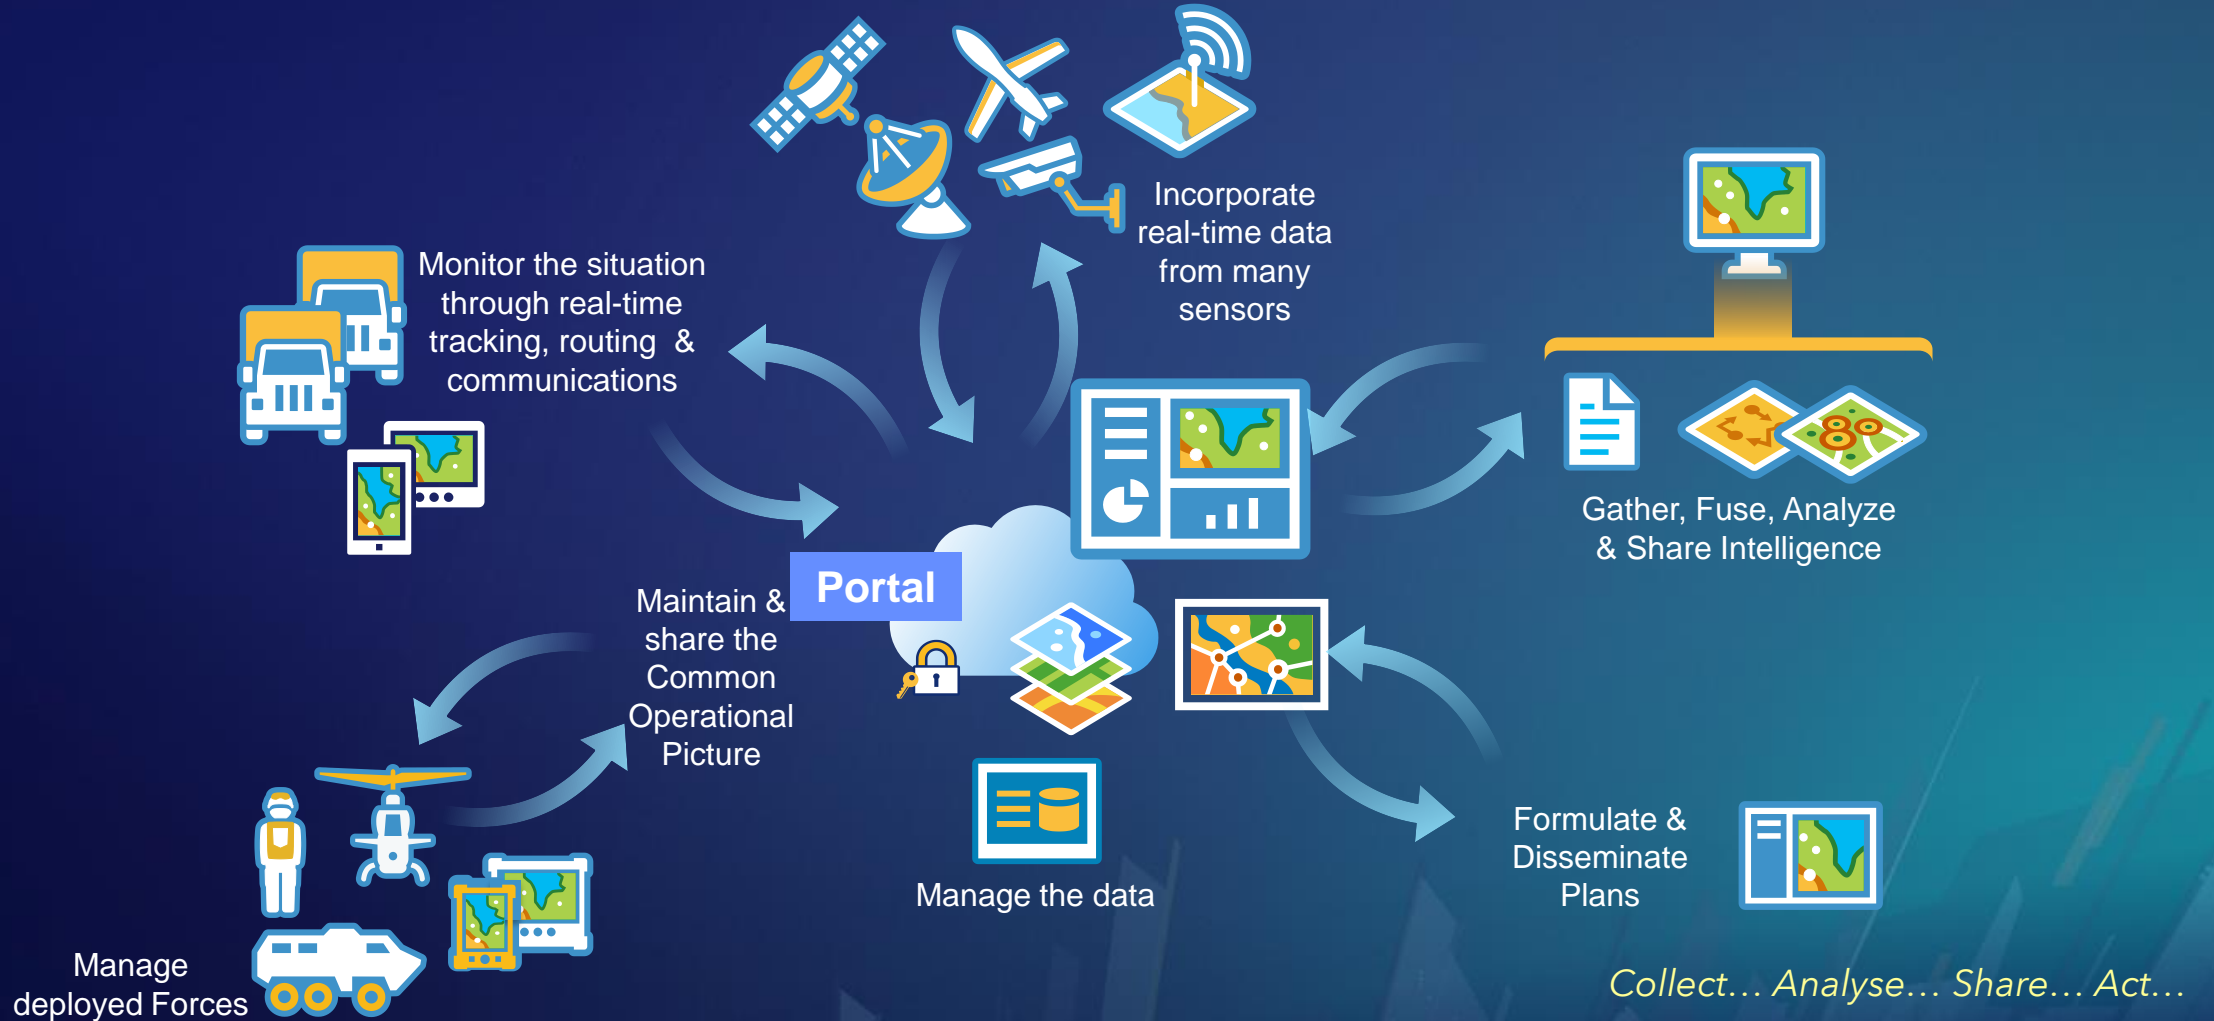 Incorporate
real-time data
from many
sensors
Monitor the situation
through real-time
tracking, routing &
communications
Gather, Fuse, Analyze
& Share Intelligence
Portal
Maintain &
share the
Common
Operational
Picture
Formulate &
Disseminate
Plans
Manage the data
Manage
deployed Forces
Collect... Analyse... Share... Act...